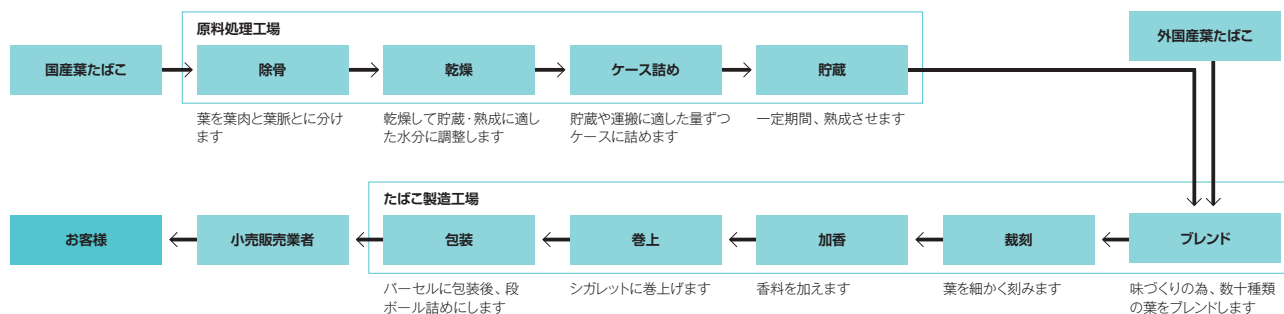 原料処理工場
外国産葉たばこ
国産葉たばこ
除骨
乾燥
ケース詰め
貯蔵
葉を葉肉と葉脈とに分け
ます
乾燥して貯蔵・熟成に適し
た水分に調整します
貯蔵や運搬に適した量ずつ
ケースに詰めます
一定期間、熟成させます
たばこ製造工場
お客様
小売販売業者
包装
巻上
加香
裁刻
ブレンド
パーセルに包装後、段
ボール詰めにします
シガレットに巻上げます
香料を加えます
葉を細かく刻みます
味づくりの為、数十種類
の葉をブレンドします